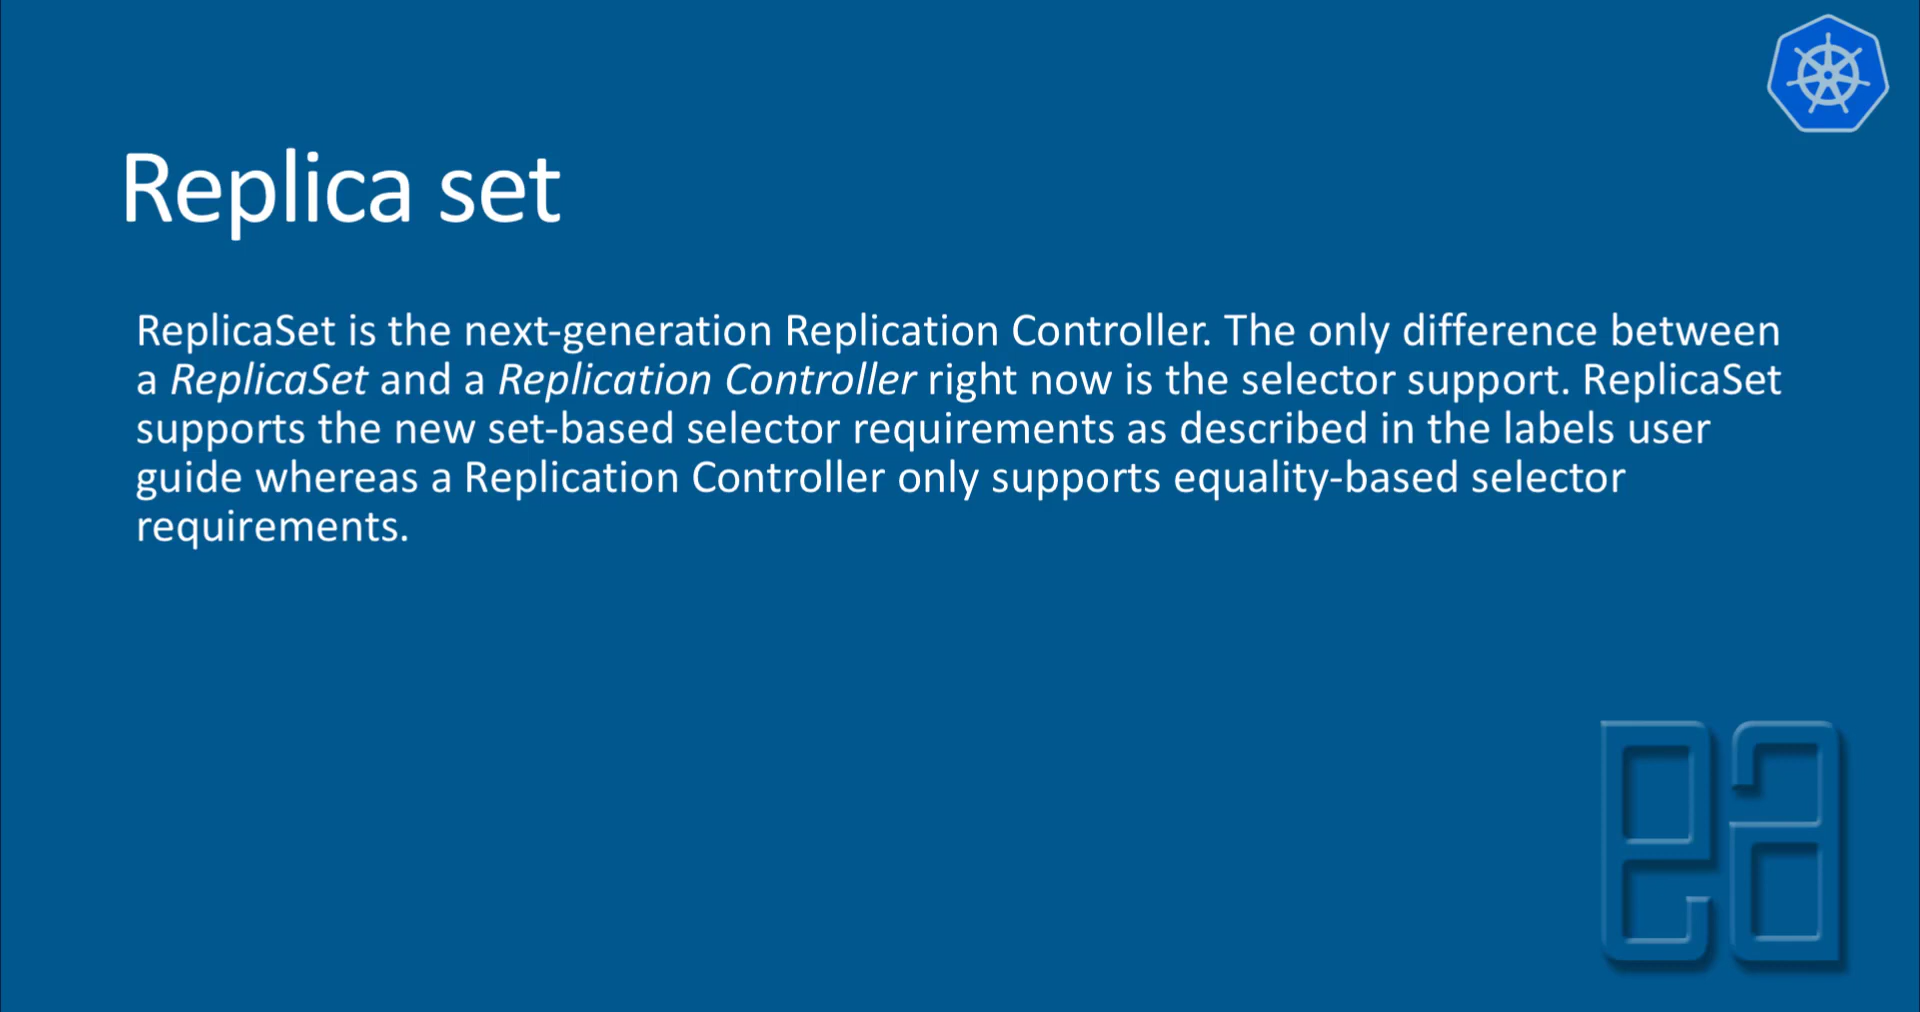 Replica set
ReplicaSet is the next-generation Replication Controller. The only difference between
a ReplicaSet and a Replication Controller right now is the selector support. ReplicaSet
supports the new set-based selector requirements as described in the labels user
guide whereas a Replication Controller only supports equality-based selector
requirements.
ea